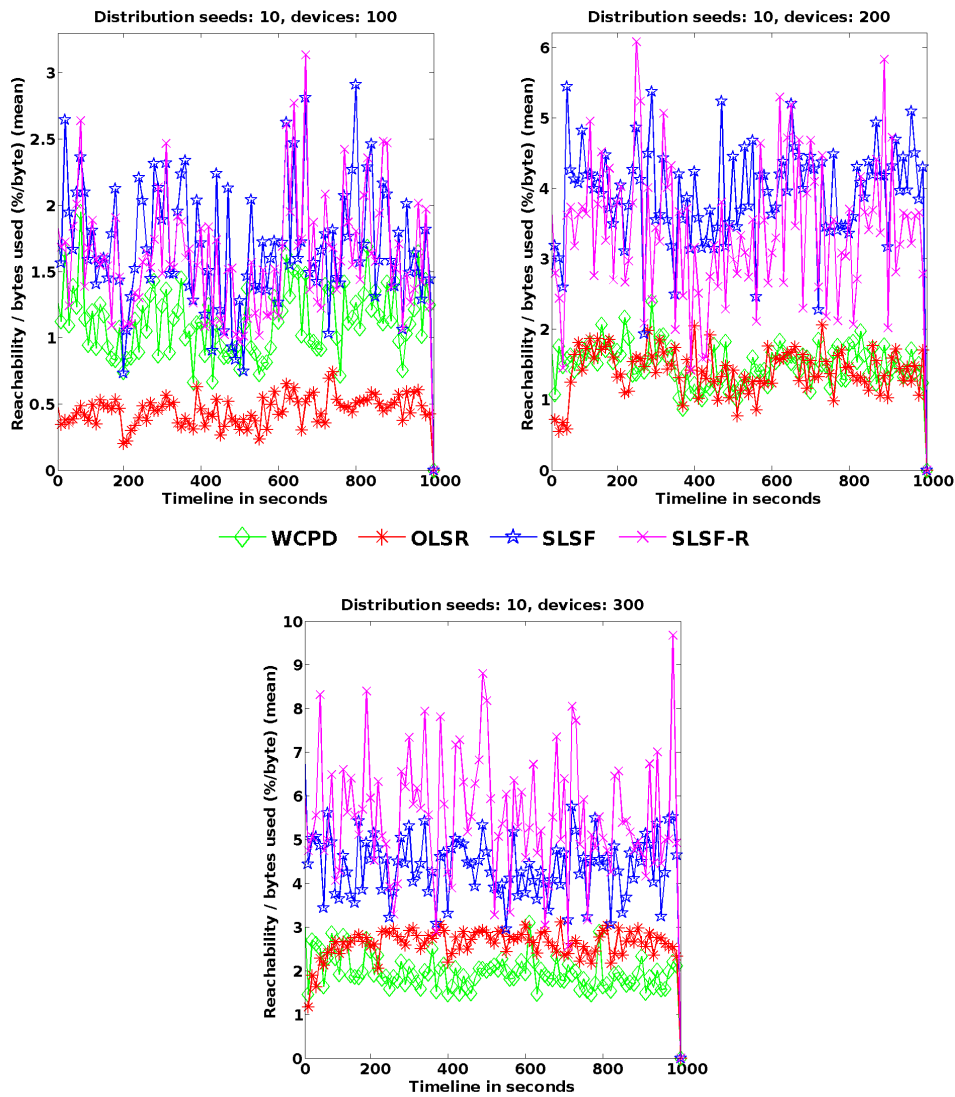 Distribution seeds: 10, devices: 100
Reachability / bytes used (%/byte) (mean)
3
2.5
2
1.5
1
0.5
0
0 200 400 600 800 1000
Timeline in seconds
Distribution seeds: 10, devices: 200
Reachability / bytes used (%/byte) (mean)
6
5
4
3
2
1
0
0 200 400 600 800 1000
Timeline in seconds
WCPD OLSR SLSF SLSF-R
Distribution seeds: 10, devices: 300
Reachability / bytes used (%/byte) (mean)
10
9
8
7
6
5
4
3
2
1
0
0 200 400 600 800 1000
Timeline in seconds